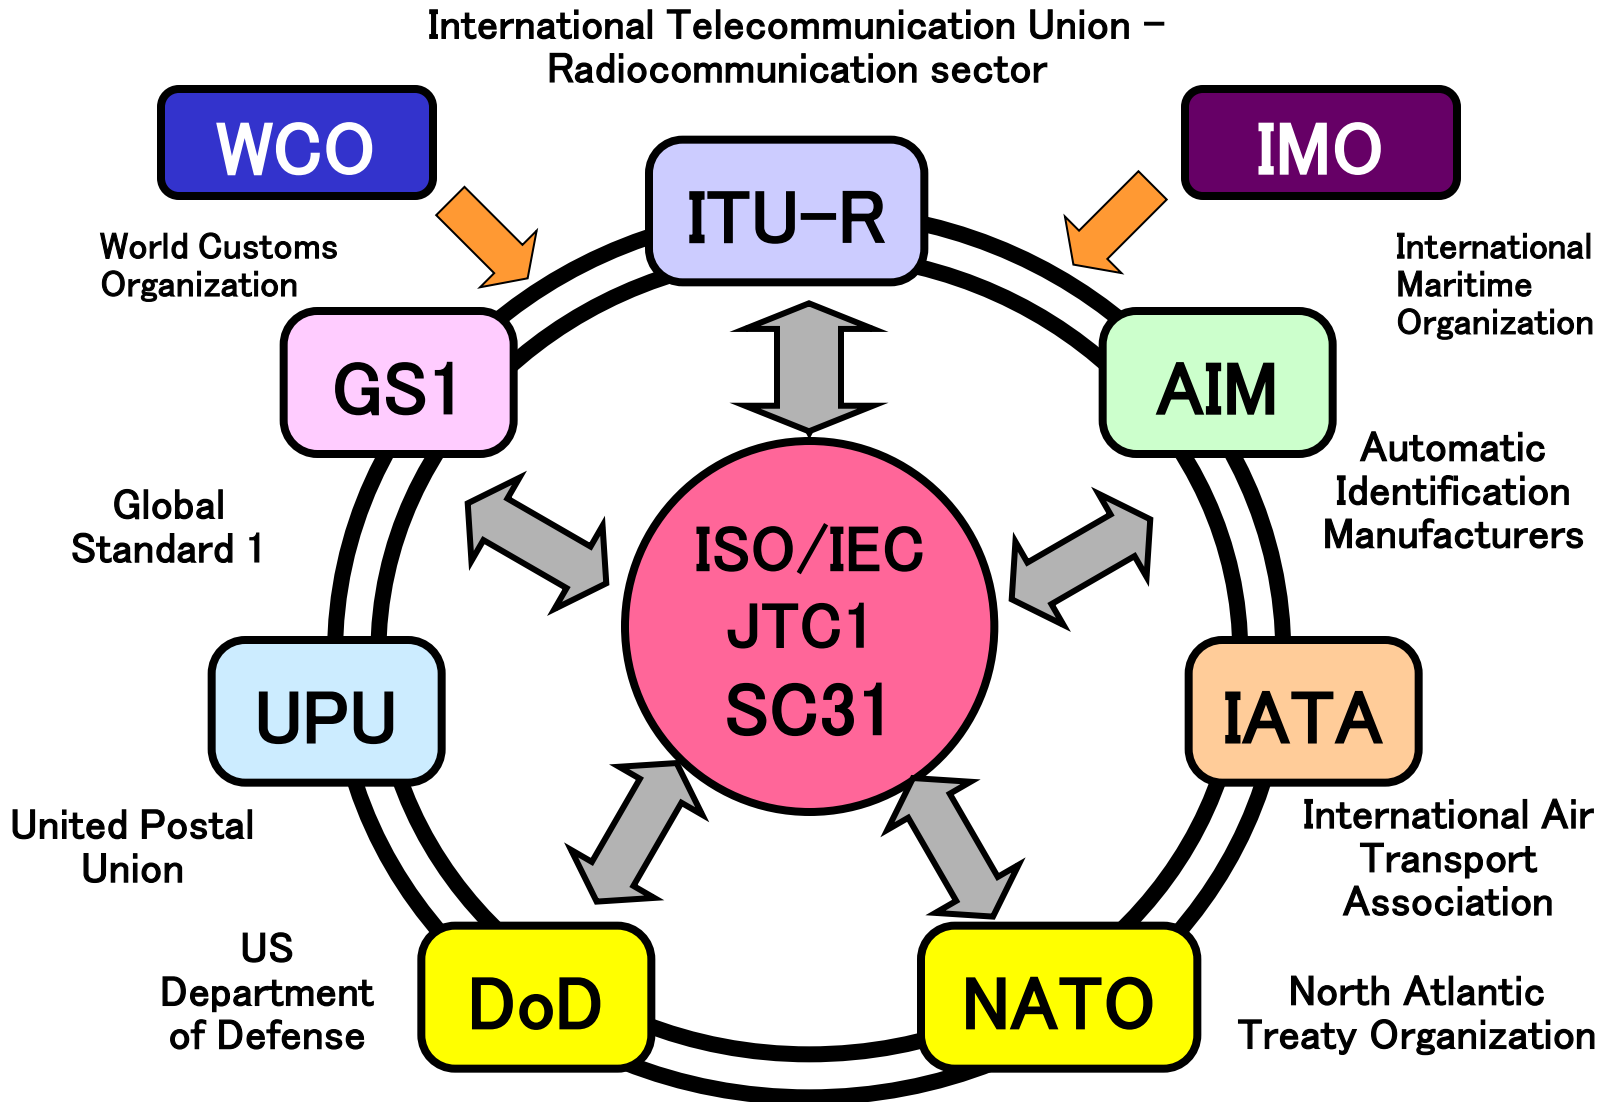 International Telecommunication Union –
Radiocommunication sector
WCO
IMO
ITU-R
World Customs
Organization
International
Maritime
Organization
GS1
AIM
Global
Standard 1
Automatic
Identification
Manufacturers
ISO/IEC
JTC1
SC31
UPU
IATA
United Postal
Union
International Air
Transport
Association
US
Department
of Defense
DoD
NATO
North Atlantic
Treaty Organization